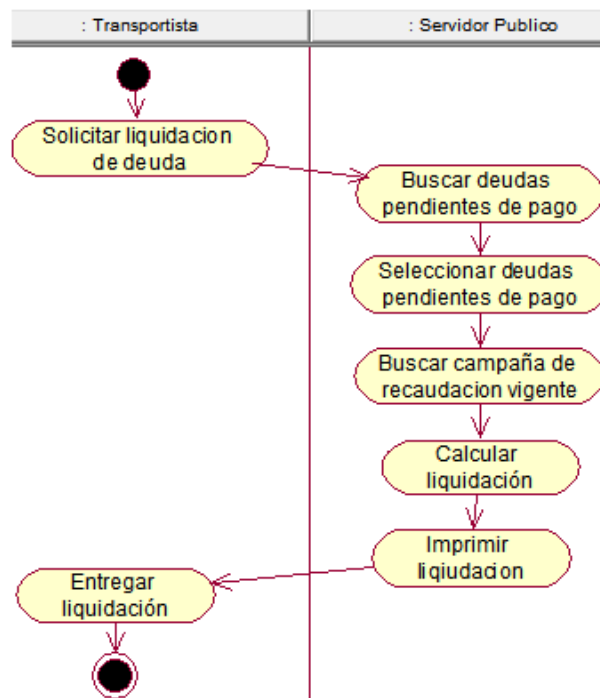 : Transportista
: Servidor Publico
Solicitar liquidacion
de deuda
Buscar deudas
pendientes de pago
Seleccionar deudas
pendientes de pago
Buscar campaña de
recaudacion vigente
Calcular
liquidación
Imprimir
liqiudacion
Entregar
liquidación